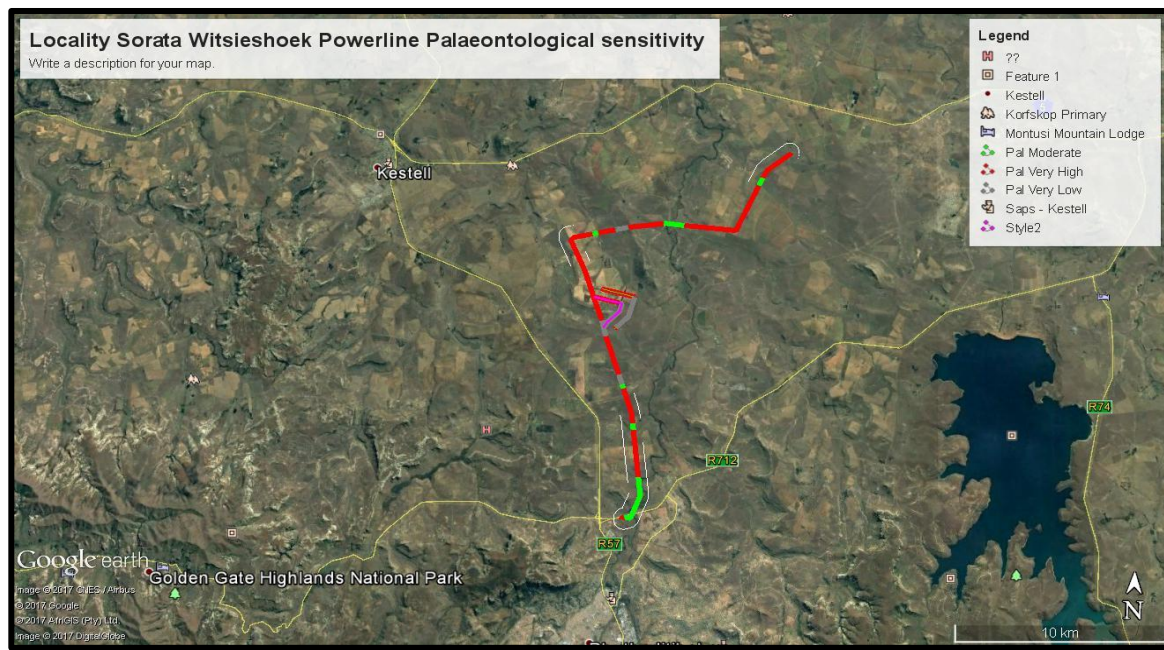 Locality Sorata Witsieshoek Powerline Palaeontological sensitivity
Write a description for your map.
Legend
??
Feature 1
Kestell
Korfskop Primary
Montusi Mountain Lodge
Pal Moderate
Pal Very High
Pal Very Low
Saps - Kestell
Style2
Kestell
R74
R712
R57
Golden Gate Highlands National Park
Google earth
Image © 2017 CNES / Airbus
© 2017 Google
© 2017 AfriGIS (Pty) Ltd.
Image © 2017 DigitalGlobe
N
10 km